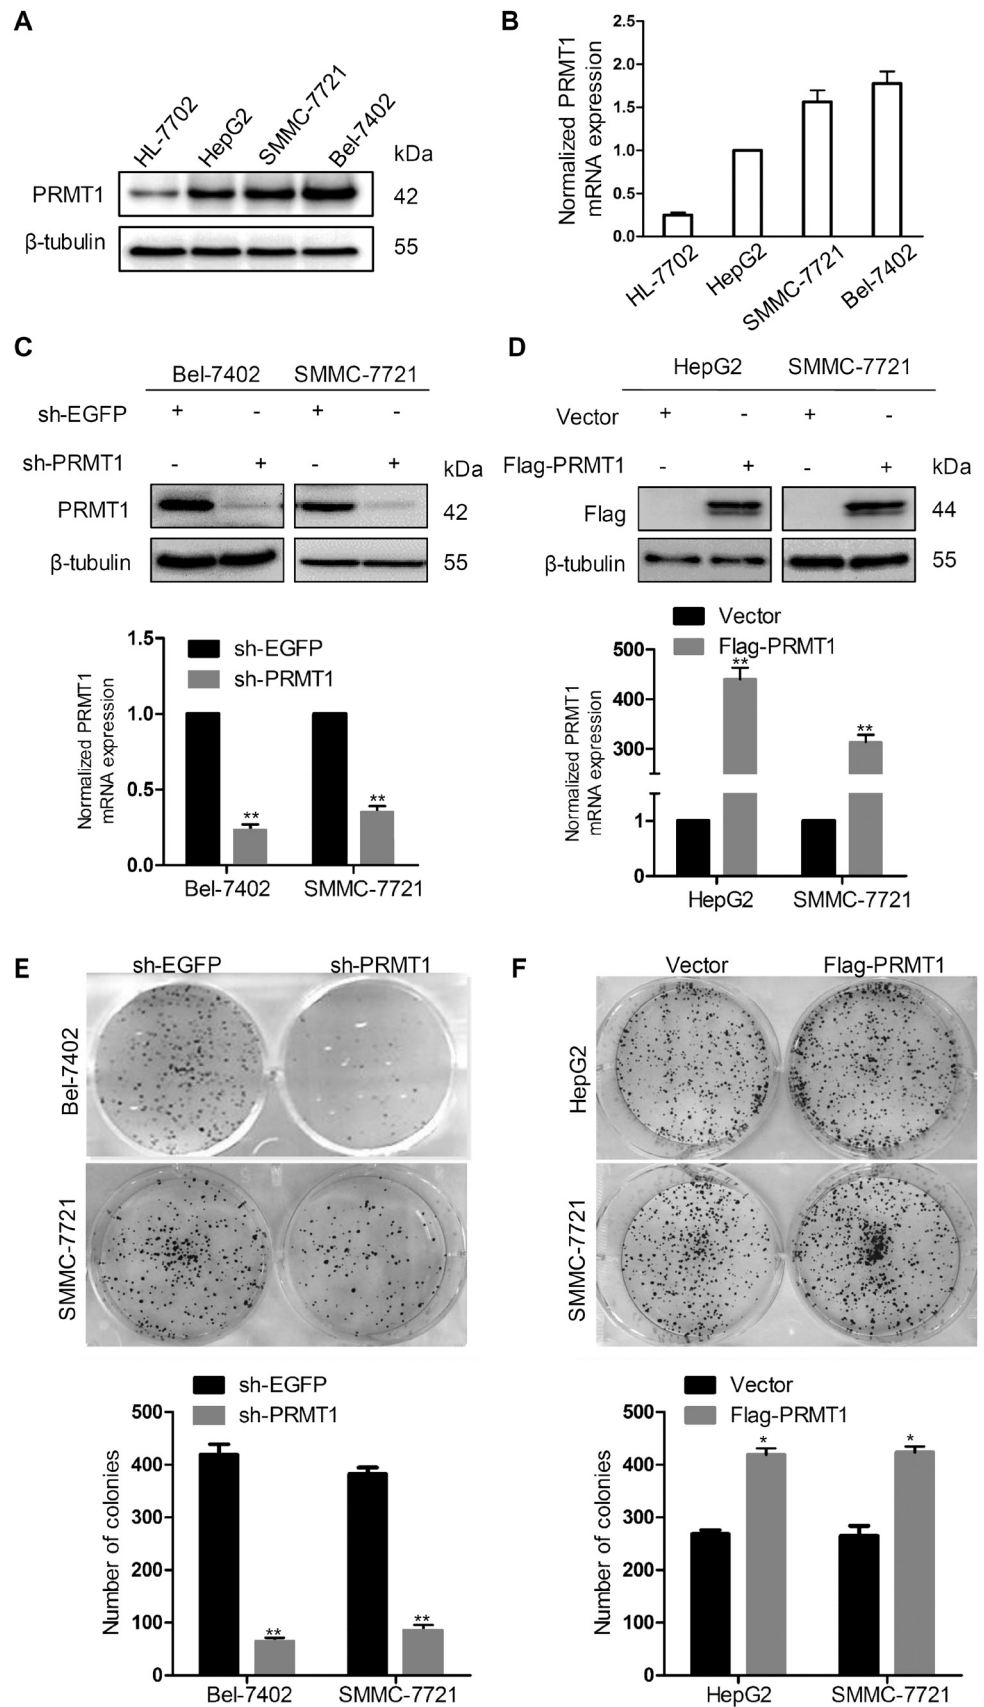 A
HL-7702 HepG2 SMMC-7721 Bel-7402
kDa
PRMT1 42
β-tubulin 55
B
Normalized PRMT1
mRNA expression
2.5
2.0
1.5
1.0
0.5
0.0
HL-7702 HepG2 SMMC-7721 Bel-7402
C
Bel-7402 SMMC-7721
sh-EGFP + - + -
sh-PRMT1 - + - + kDa
PRMT1 42
β-tubulin 55
sh-EGFP
sh-PRMT1
Normalized PRMT1
mRNA expression
1.5
1.0
0.5
0.0
** **
Bel-7402 SMMC-7721
D
HepG2 SMMC-7721
Vector + - + -
Flag-PRMT1 - + - + kDa
Flag 44
β-tubulin 55
Vector
Flag-PRMT1
Normalized PRMT1
mRNA expression
500
400
300
1
0
** **
HepG2 SMMC-7721
E
sh-EGFP sh-PRMT1
Bel-7402
SMMC-7721
sh-EGFP
sh-PRMT1
Number of colonies
500
400
300
200
100
0
** **
Bel-7402 SMMC-7721
F
Vector Flag-PRMT1
HepG2
SMMC-7721
Vector
Flag-PRMT1
Number of colonies
500
400
300
200
100
0
* *
HepG2 SMMC-7721